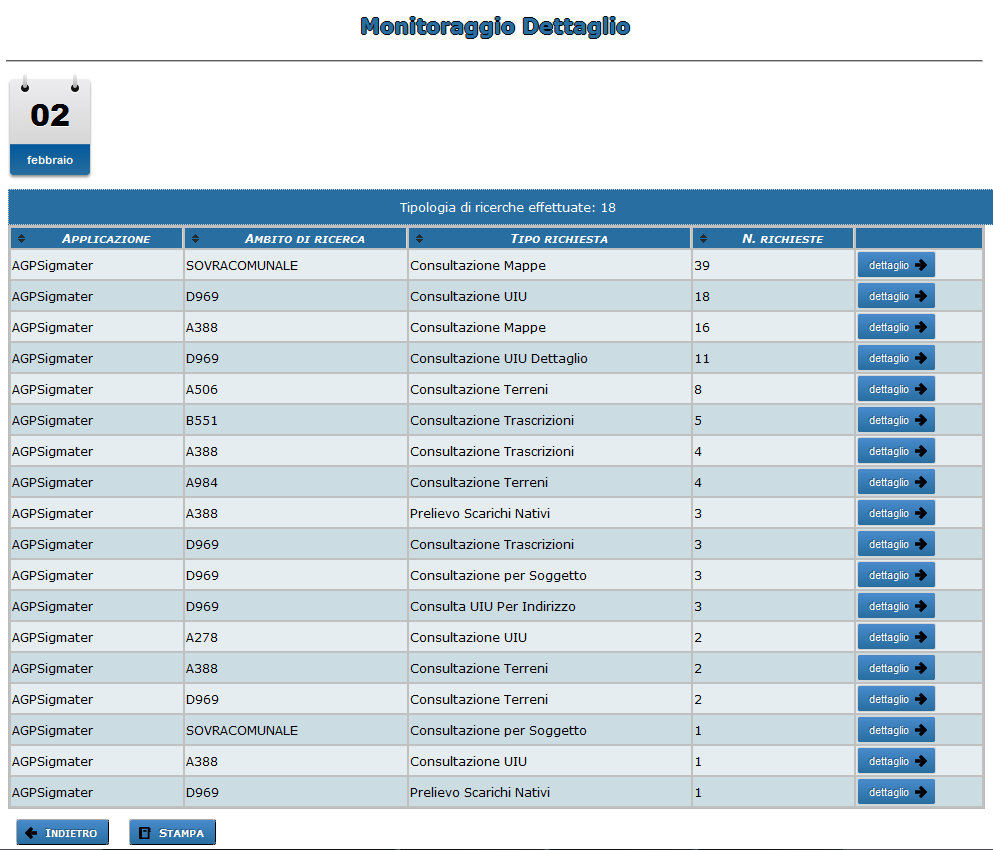 Monitoraggio Dettaglio
02
febbraio
Tipologia di ricerche effettuate: 18
APPLICAZIONE AMBITO DI RICERCA TIPO RICHIESTA N. RICHIESTE
AGPSigmater SOVRACOMUNALE Consultazione Mappe 39 dettaglio
AGPSigmater D969 Consultazione UIU 18 dettaglio
AGPSigmater A388 Consultazione Mappe 16 dettaglio
AGPSigmater D969 Consultazione UIU Dettaglio 11 dettaglio
AGPSigmater A506 Consultazione Terreni 8 dettaglio
AGPSigmater B551 Consultazione Trascrizioni 5 dettaglio
AGPSigmater A388 Consultazione Trascrizioni 4 dettaglio
AGPSigmater A984 Consultazione Terreni 4 dettaglio
AGPSigmater A388 Prelievo Scarichi Nativi 3 dettaglio
AGPSigmater D969 Consultazione Trascrizioni 3 dettaglio
AGPSigmater D969 Consultazione per Soggetto 3 dettaglio
AGPSigmater D969 Consulta UIU Per Indirizzo 3 dettaglio
AGPSigmater A278 Consultazione UIU 2 dettaglio
AGPSigmater A388 Consultazione Terreni 2 dettaglio
AGPSigmater D969 Consultazione Terreni 2 dettaglio
AGPSigmater SOVRACOMUNALE Consultazione per Soggetto 1 dettaglio
AGPSigmater A388 Consultazione UIU 1 dettaglio
AGPSigmater D969 Prelievo Scarichi Nativi 1 dettaglio
INDIETRO STAMPA